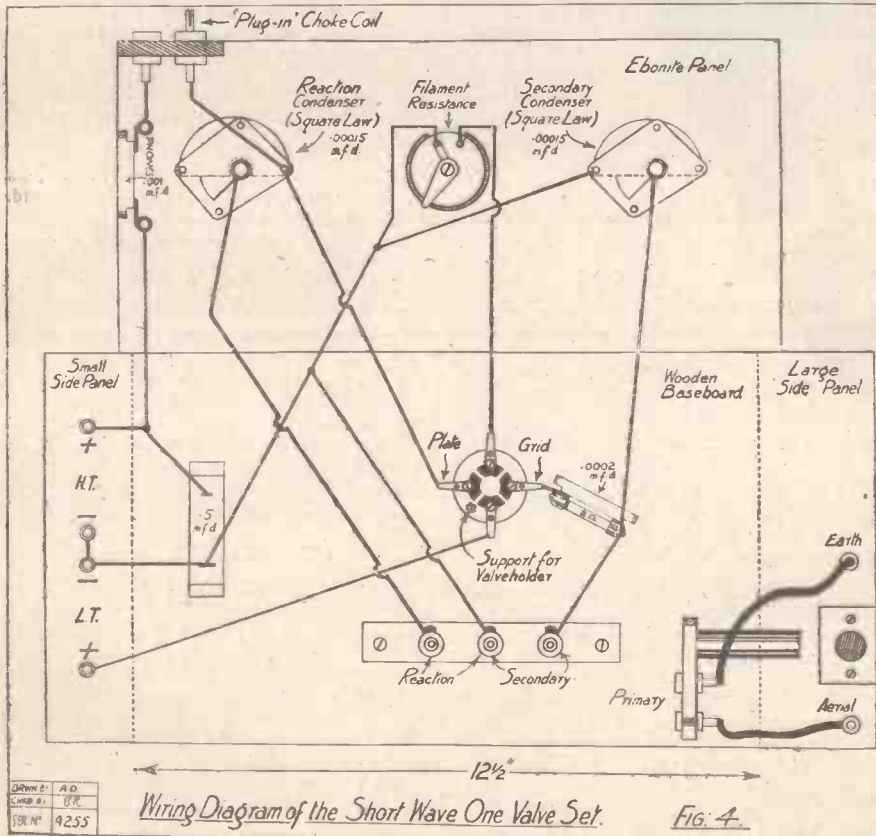 "Plug-in" Choke Coil
Ebonite Panel
Reaction
Condenser
(Square Law)
.00015
mfd
Filament
Resistance
Secondary
Condenser
(Square Law)
.00015
mfd
PHONES
.001
mfd
Small
Side Panel
Wooden
Baseboard
Large
Side Panel
+
H.T.
-
-
L.T.
+
.5
mfd
Plate
Grid
.0002
mfd
Support for
Valveholder
Earth
Reaction
Secondary
Primary
Aerial
12½"
DRAWN BY A D
CHKD BY BR
SER Nº 9255
Wiring Diagram of the Short Wave One Valve Set.
FIG: 4.